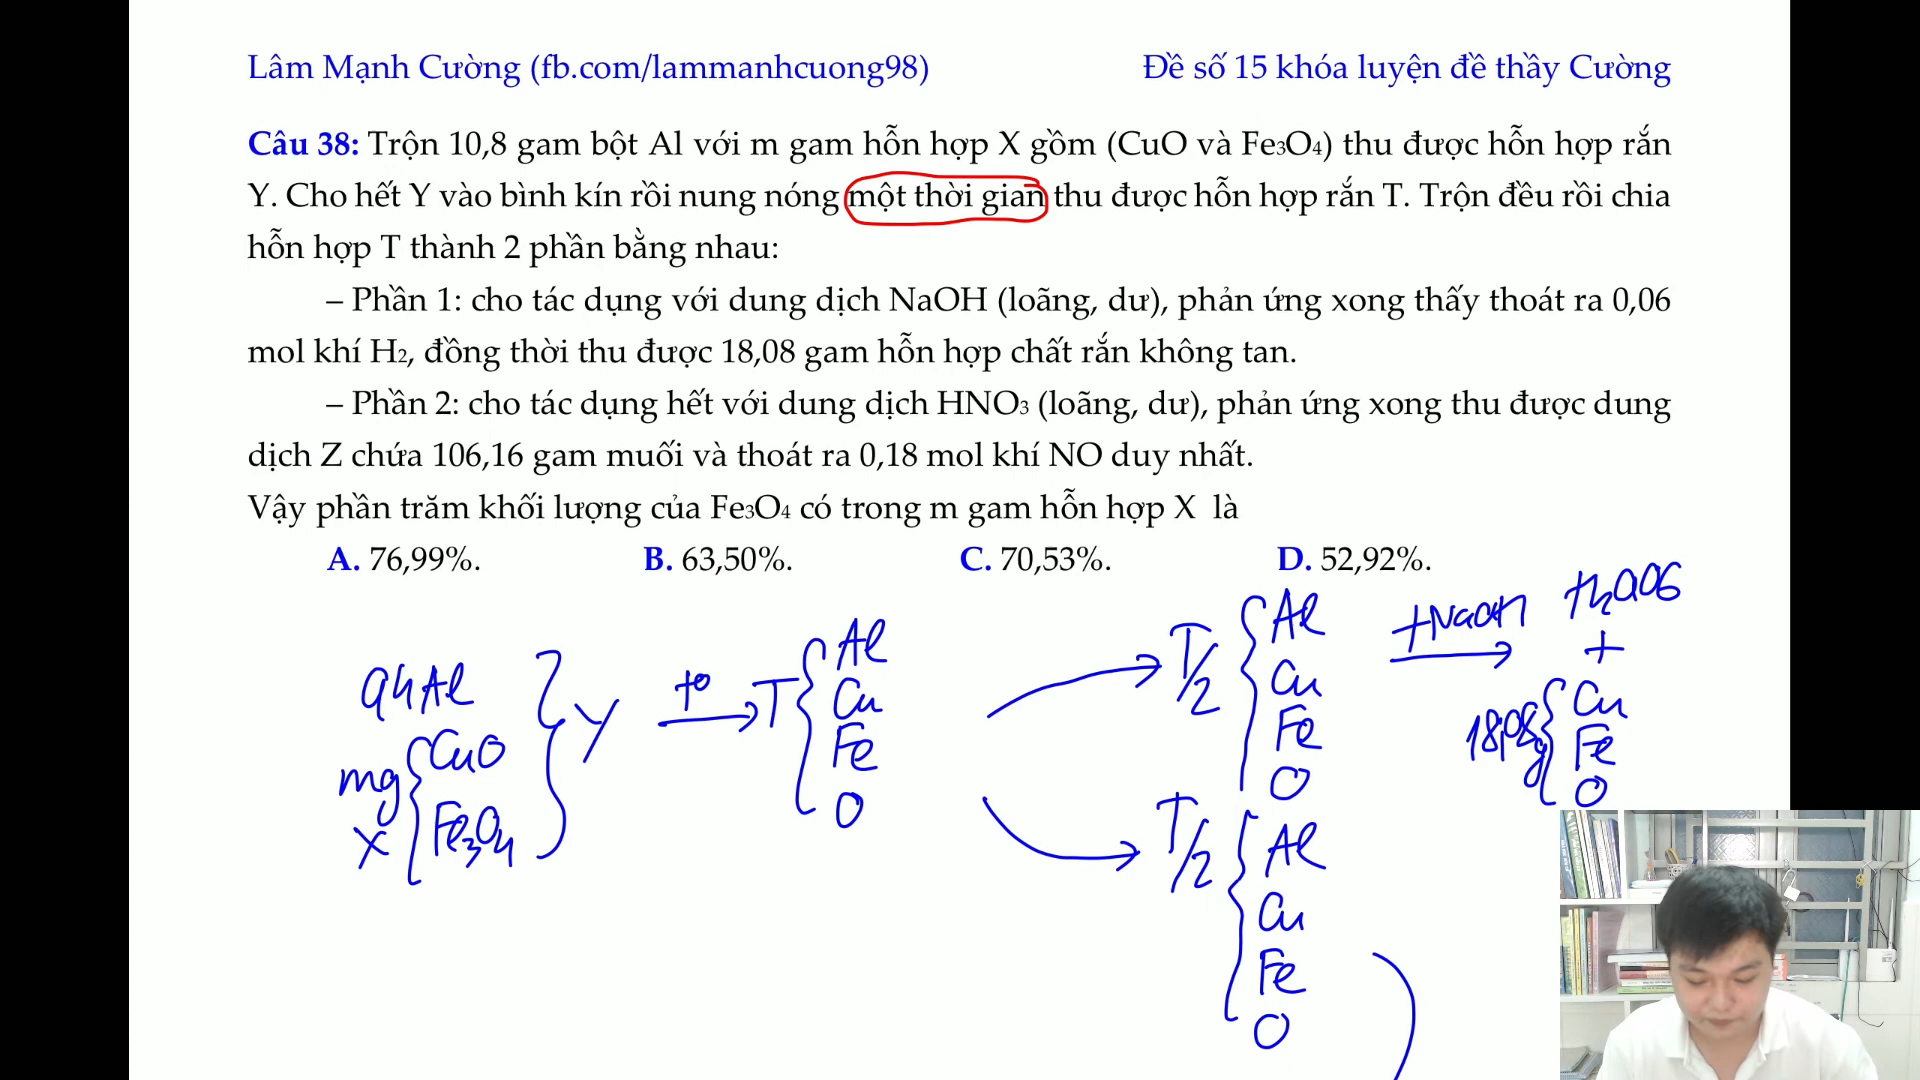 Lâm Mạnh Cường (fb.com/lammanhcuong98) Đề số 15 khóa luyện đề thầy Cường
Câu 38: Trộn 10,8 gam bột Al với m gam hỗn hợp X gồm (CuO và Fe₃O₄) thu được hỗn hợp rắn
Y. Cho hết Y vào bình kín rồi nung nóng một thời gian thu được hỗn hợp rắn T. Trộn đều rồi chia
hỗn hợp T thành 2 phần bằng nhau:
– Phần 1: cho tác dụng với dung dịch NaOH (loãng, dư), phản ứng xong thấy thoát ra 0,06
mol khí H₂, đồng thời thu được 18,08 gam hỗn hợp chất rắn không tan.
– Phần 2: cho tác dụng hết với dung dịch HNO₃ (loãng, dư), phản ứng xong thu được dung
dịch Z chứa 106,16 gam muối và thoát ra 0,18 mol khí NO duy nhất.
Vậy phần trăm khối lượng của Fe₃O₄ có trong m gam hỗn hợp X là
A. 76,99%. B. 63,50%. C. 70,53%. D. 52,92%.
0,4 Al
mg
X
CuO
Fe₃O₄
Y
t°
T
Al
Cu
Fe
O
T/2
Al
Cu
Fe
O
+NaOH
H₂ 0,06
+
18,08g
Cu
Fe
O
T/2
Al
Cu
Fe
O